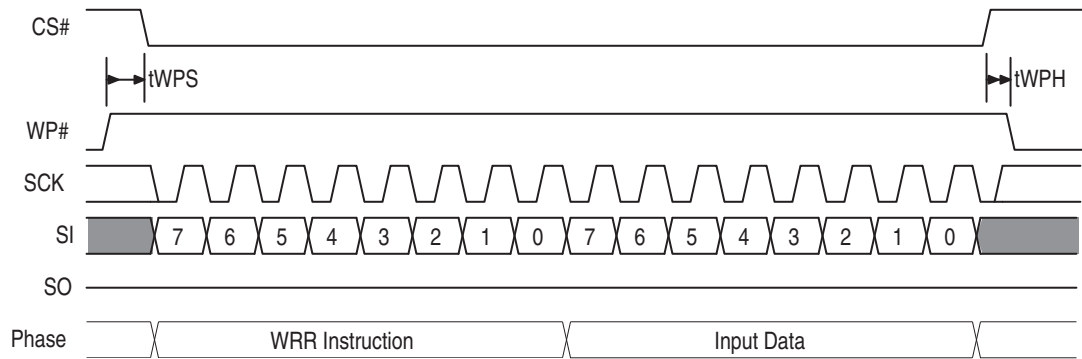 CS#
tWPS
tWPH
WP#
SCK
SI 7 6 5 4 3 2 1 0 7 6 5 4 3 2 1 0
SO
Phase WRR Instruction Input Data